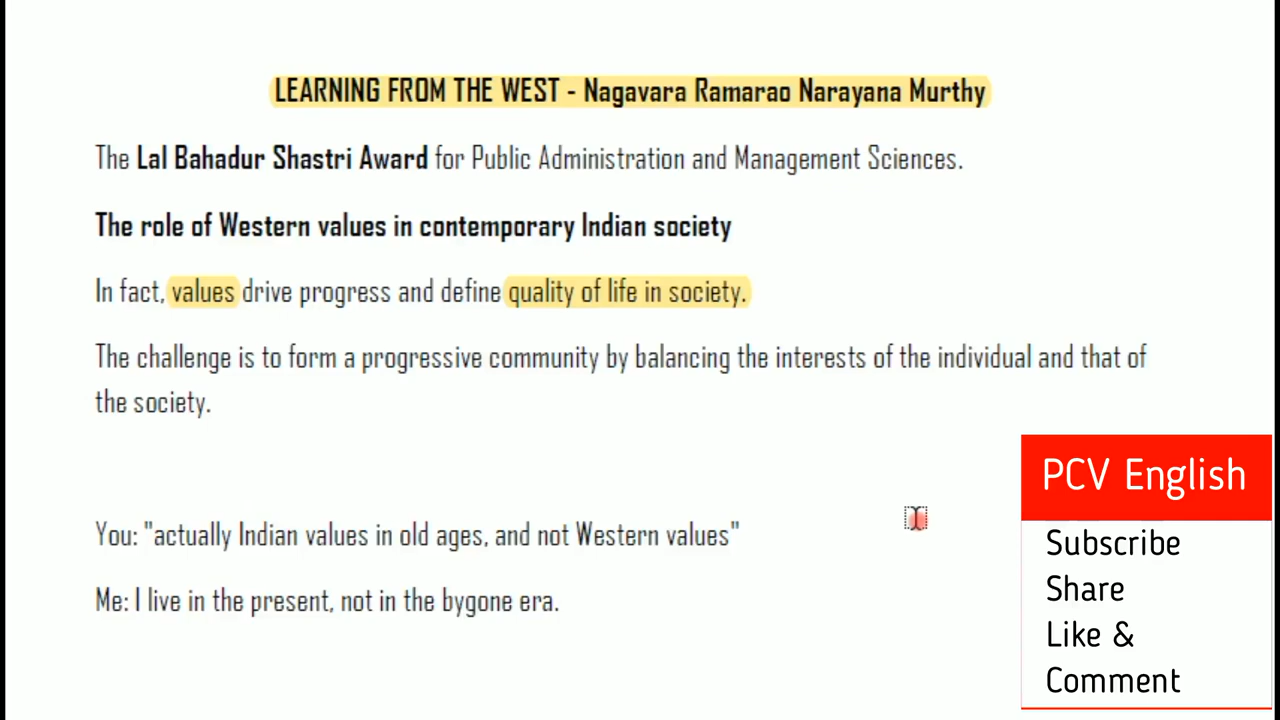 LEARNING FROM THE WEST - Nagavara Ramarao Narayana Murthy
The Lal Bahadur Shastri Award for Public Administration and Management Sciences.
The role of Western values in contemporary Indian society
In fact, values drive progress and define quality of life in society.
The challenge is to form a progressive community by balancing the interests of the individual and that of
the society.
You: "actually Indian values in old ages, and not Western values"
Me: I live in the present, not in the bygone era.
PCV English
Subscribe
Share
Like &
Comment